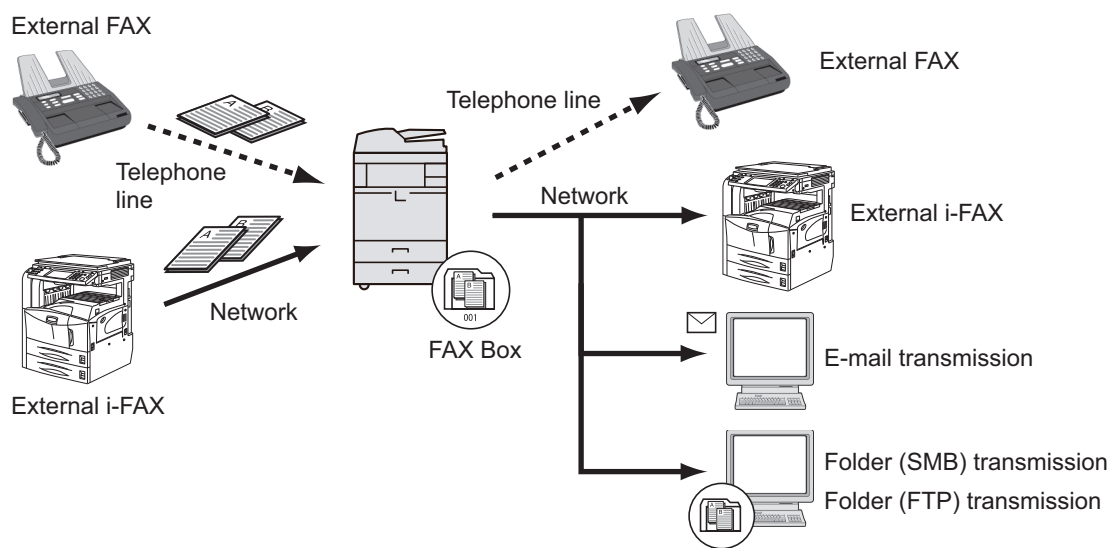 External FAX
A
B
Telephone
line
A
B
Network
External i-FAX
A
B
001
FAX Box
Telephone line
External FAX
Network
External i-FAX
E-mail transmission
Folder (SMB) transmission
Folder (FTP) transmission
A
B